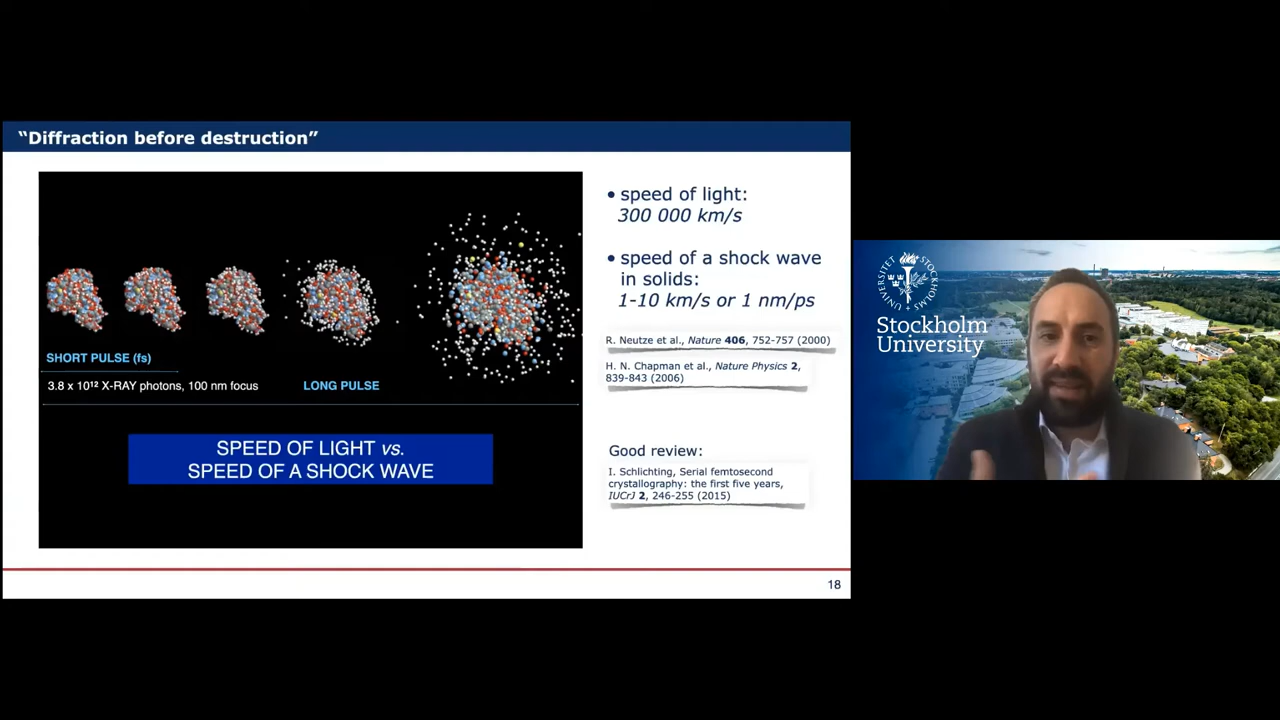 “Diffraction before destruction”
SHORT PULSE (fs)
3.8 x 10¹² X-RAY photons, 100 nm focus
LONG PULSE
SPEED OF LIGHT vs.
SPEED OF A SHOCK WAVE
• speed of light:
300 000 km/s
• speed of a shock wave
in solids:
1-10 km/s or 1 nm/ps
R. Neutze et al., Nature 406, 752-757 (2000)
H. N. Chapman et al., Nature Physics 2,
839-843 (2006)
Good review:
I. Schlichting, Serial femtosecond
crystallography: the first five years,
IUCrJ 2, 246-255 (2015)
18
STOCKHOLMS UNIVERSITET
Stockholm
University